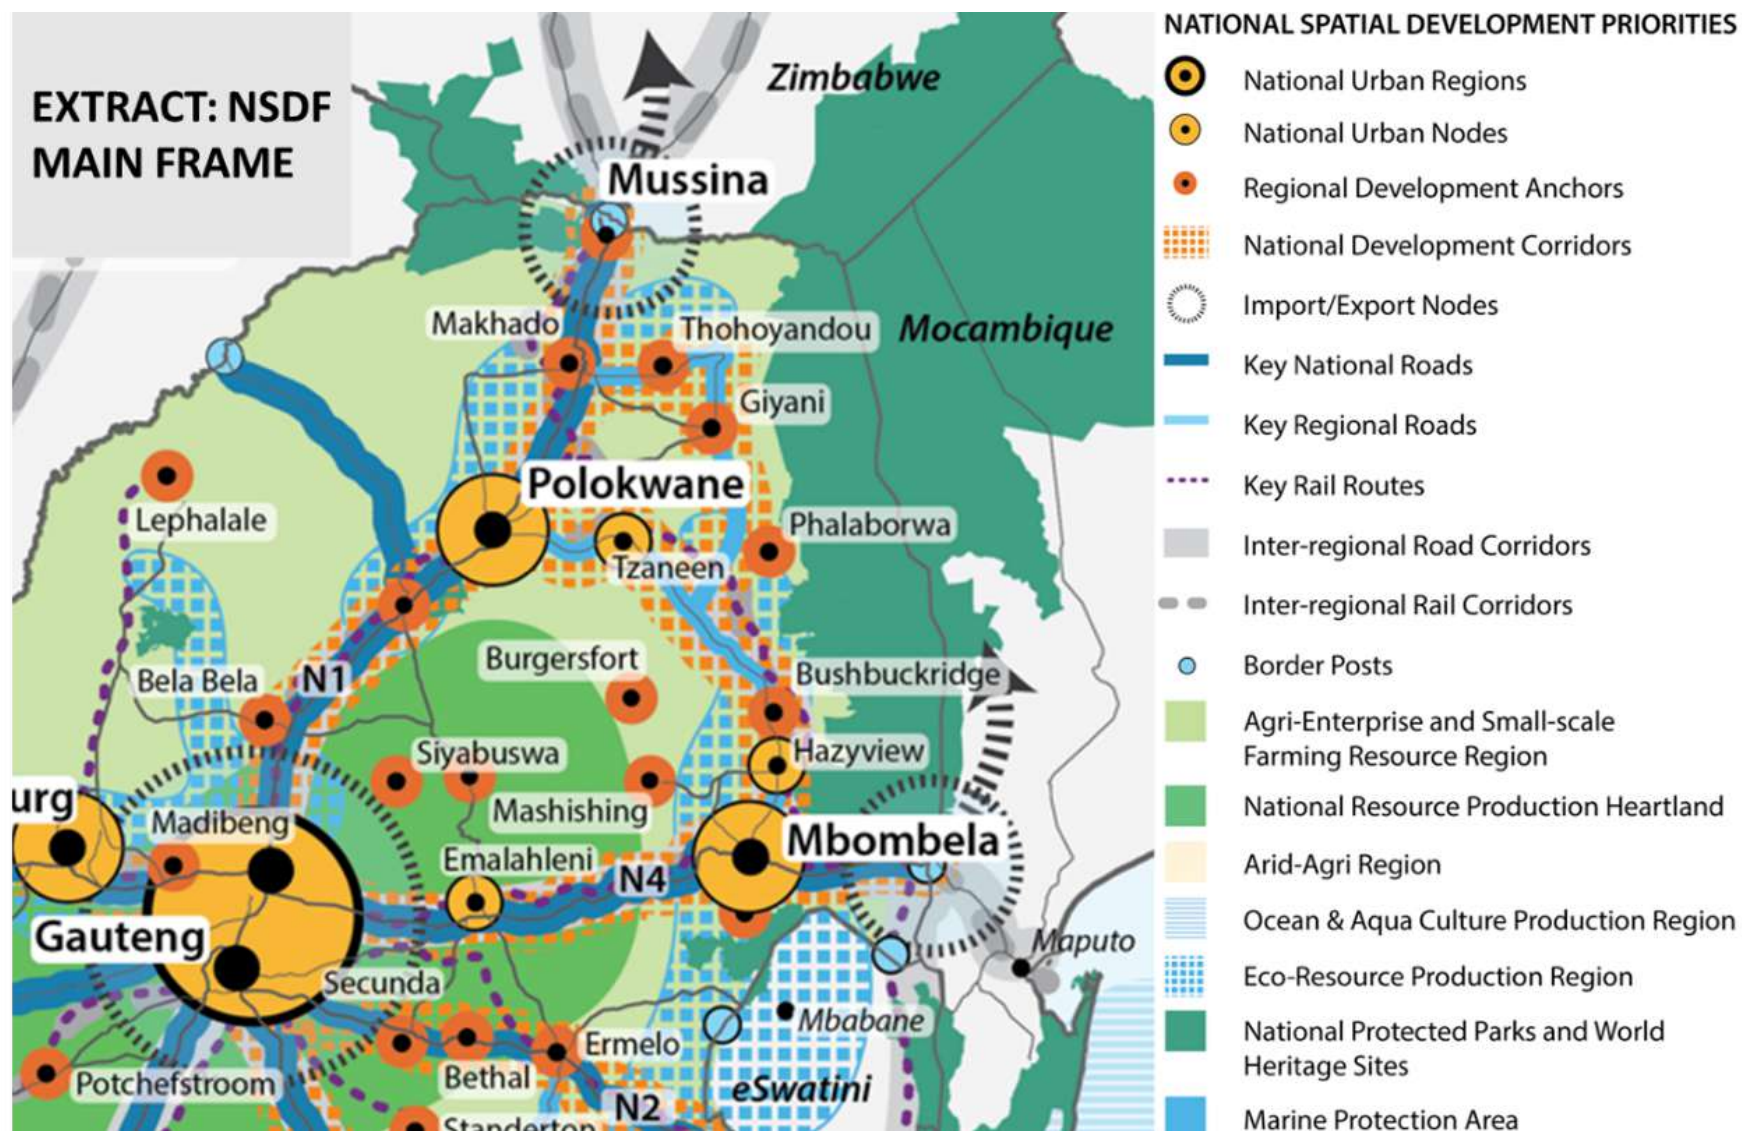 EXTRACT: NSDF
MAIN FRAME
Zimbabwe
Mussina
Makhado
Thohoyandou
Mocambique
Giyani
Polokwane
Lephalale
Phalaborwa
Tzaneen
Burgersfort
Bushbuckridge
Bela Bela
N1
Siyabuswa
Hazyview
urg
Mashishing
Madibeng
Mbombela
Emalahleni
N4
Gauteng
Maputo
Secunda
Mbabane
Ermelo
Potchefstroom
Bethal
eSwatini
N2
Standerton
NATIONAL SPATIAL DEVELOPMENT PRIORITIES
National Urban Regions
National Urban Nodes
Regional Development Anchors
National Development Corridors
Import/Export Nodes
Key National Roads
Key Regional Roads
Key Rail Routes
Inter-regional Road Corridors
Inter-regional Rail Corridors
Border Posts
Agri-Enterprise and Small-scale
Farming Resource Region
National Resource Production Heartland
Arid-Agri Region
Ocean & Aqua Culture Production Region
Eco-Resource Production Region
National Protected Parks and World
Heritage Sites
Marine Protection Area